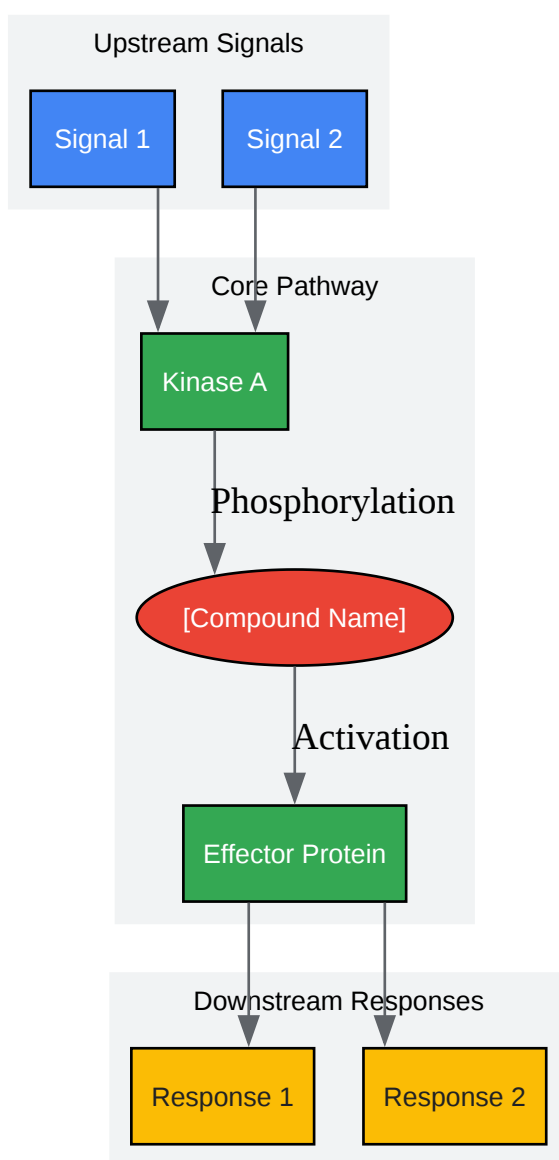 Upstream Signals
Signal 1
Signal 2
Core Pathway
Kinase A
Phosphorylation
[Compound Name]
Activation
Effector Protein
Downstream Responses
Response 1
Response 2